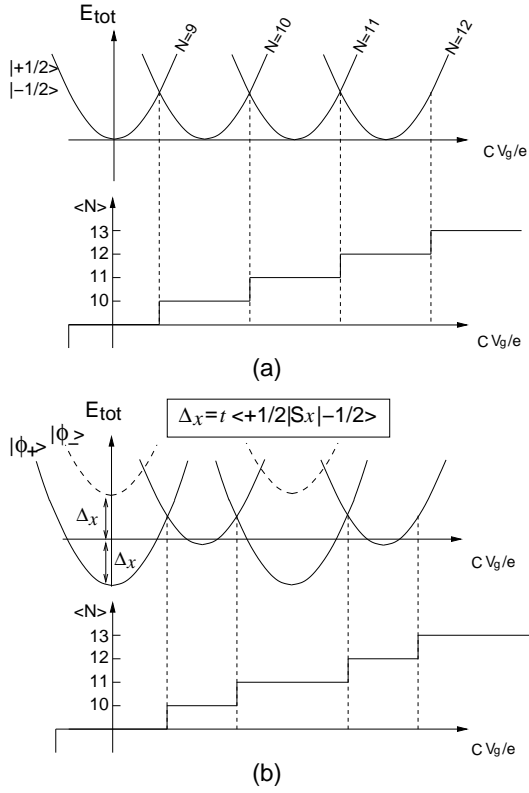 E_tot
N=9
N=10
N=11
N=12
|+1/2>
|−1/2>
C V_g/e
<N>
13
12
11
10
C V_g/e
(a)
E_tot
Δ_x = t <+1/2|Sx|−1/2>
|ϕ_+> |ϕ_−>
Δ_x
Δ_x
C V_g/e
<N>
13
12
11
10
C V_g/e
(b)